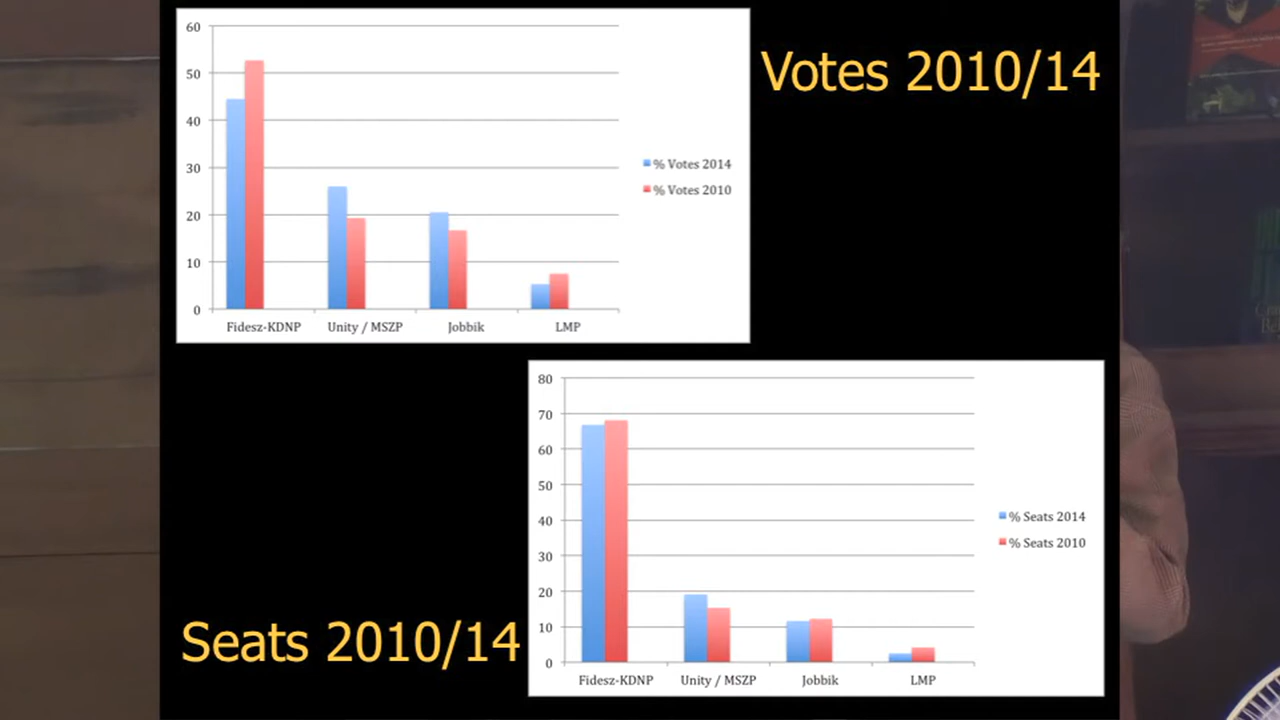 Votes 2010/14
60
50
40
30
20
10
0
% Votes 2014
% Votes 2010
Fidesz-KDNP
Unity / MSZP
Jobbik
LMP
Seats 2010/14
80
70
60
50
40
30
20
10
0
% Seats 2014
% Seats 2010
Fidesz-KDNP
Unity / MSZP
Jobbik
LMP